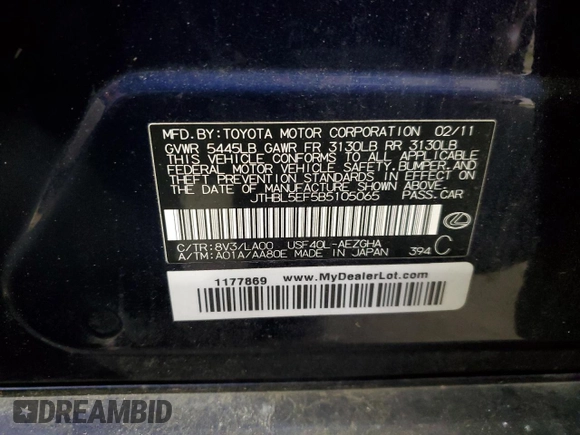 MFD. BY: TOYOTA MOTOR CORPORATION 02/11
GVWR 5445LB GAWR FR 3130LB RR 3130LB
THIS VEHICLE CONFORMS TO ALL APPLICABLE
FEDERAL MOTOR VEHICLE SAFETY, BUMPER, AND
THEFT PREVENTION STANDARDS IN EFFECT ON
THE DATE OF MANUFACTURE SHOWN ABOVE.
JTHBL5EF5B5105065 PASS. CAR
C/TR: 8V3/LA00 USF40L-AEZGHA
A/TM: A01A/AA80E MADE IN JAPAN 394 C
1177869 www.MyDealerLot.com
DREAMBID